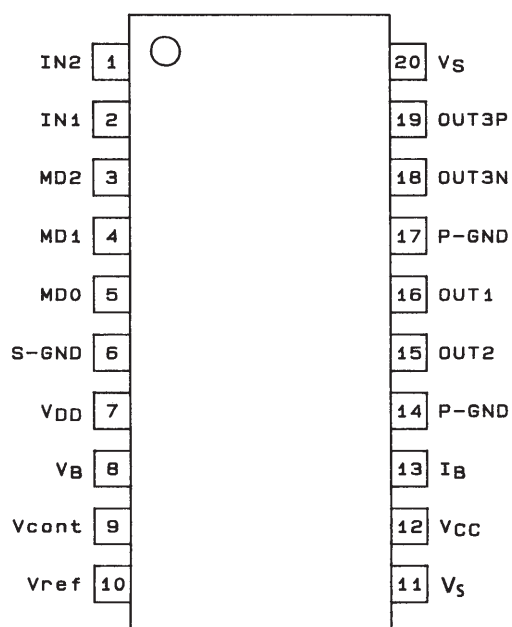 IN2 1 20 VS
IN1 2 19 OUT3P
MD2 3 18 OUT3N
MD1 4 17 P-GND
MD0 5 16 OUT1
S-GND 6 15 OUT2
VDD 7 14 P-GND
VB 8 13 IB
Vcont 9 12 VCC
Vref 10 11 VS